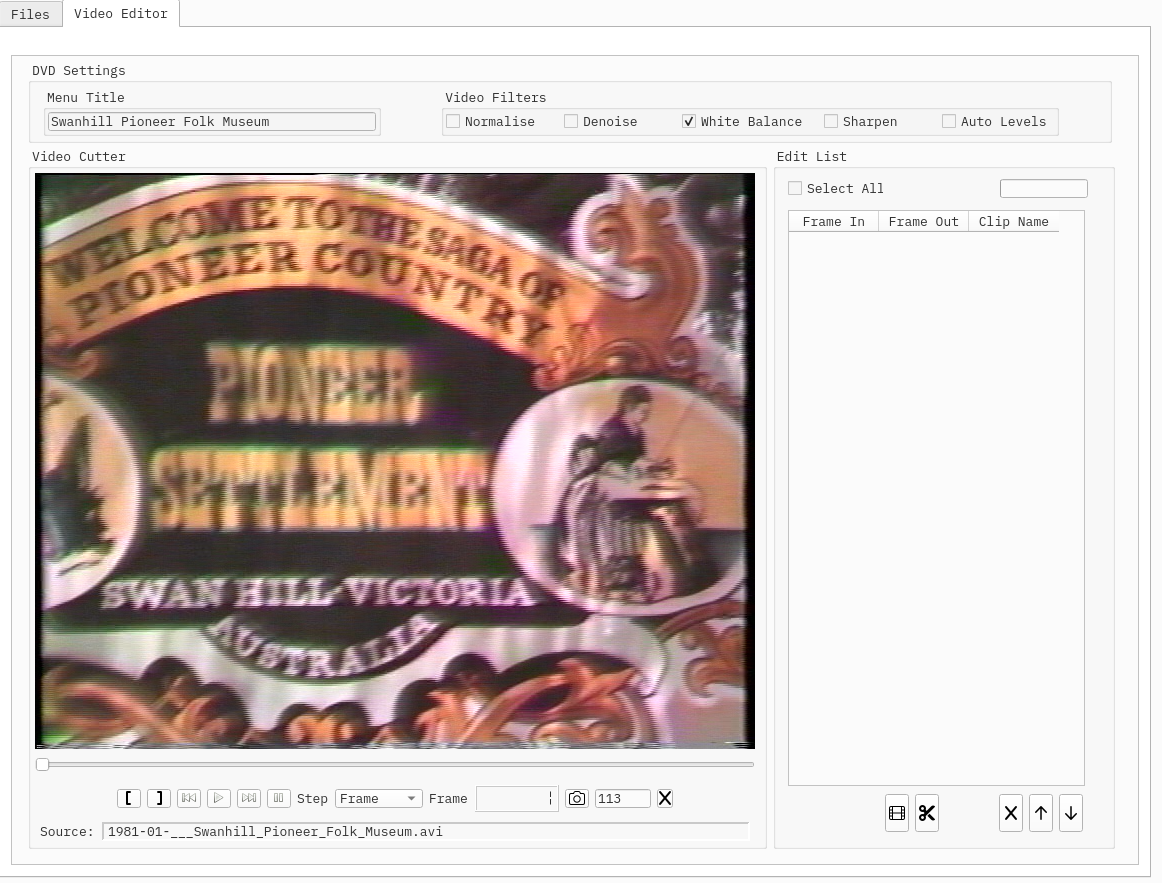 Files Video Editor
DVD Settings
Menu Title Video Filters
Swanhill Pioneer Folk Museum Normalise Denoise White Balance Sharpen Auto Levels
Video Cutter Edit List
WELCOME TO THE SAGA OF
PIONEER COUNTRY
PIONEER
SETTLEMENT
SWAN HILL VICTORIA
AUSTRALIA
Select All
Frame In Frame Out Clip Name
[ ] Step Frame Frame 113 X
Source: 1981-01-___Swanhill_Pioneer_Folk_Museum.avi